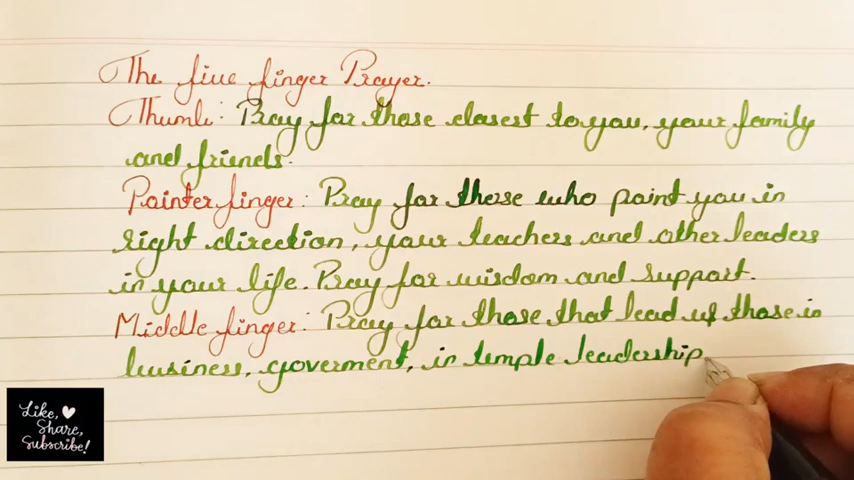 The five finger Prayer.
Thumb: Pray for those closest to you, your family
and friends.
Pointer finger: Pray for those who point you in
right direction, your teachers and other leaders
in your life. Pray for wisdom and support.
Middle finger: Pray for those that lead us those in
business, goverment, in temple leadership
Like,
Share,
Subscribe!